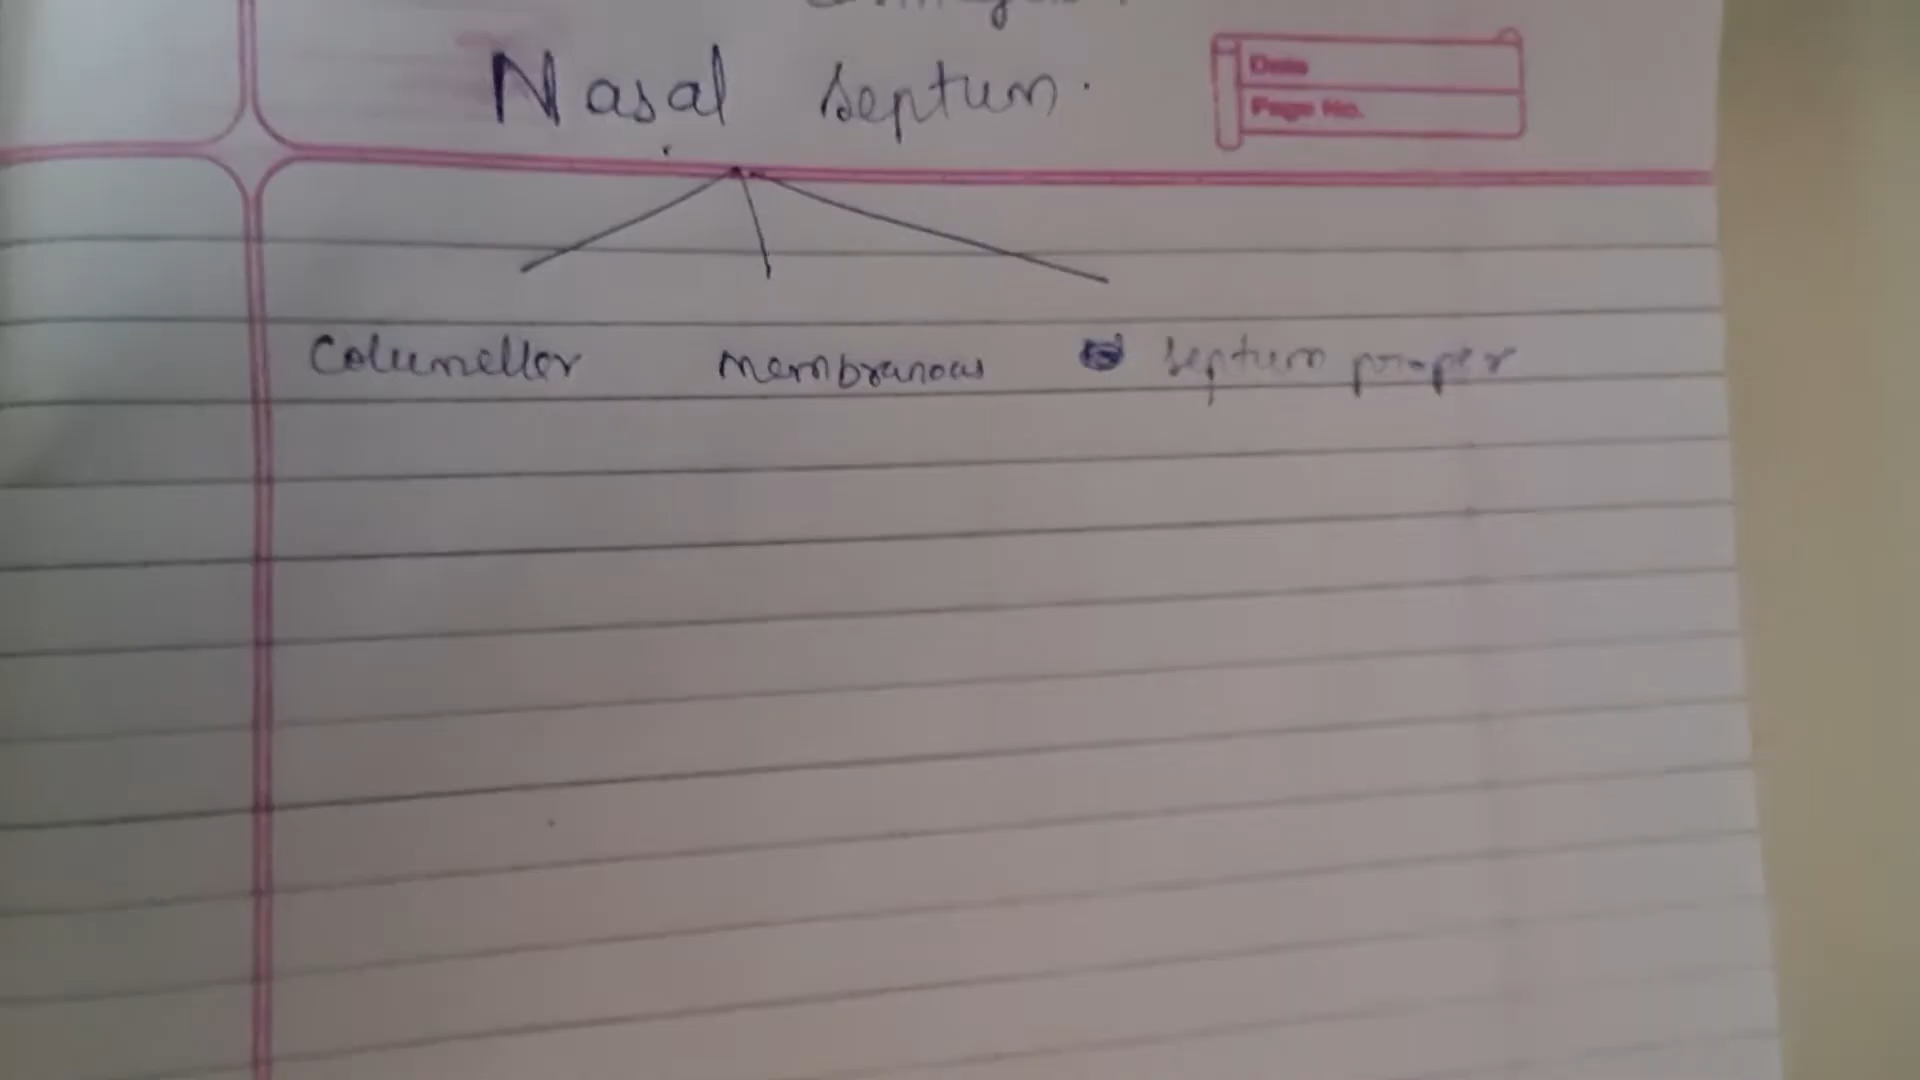 Nasal septum.
Date
Page No.
Columellar membranous septum proper